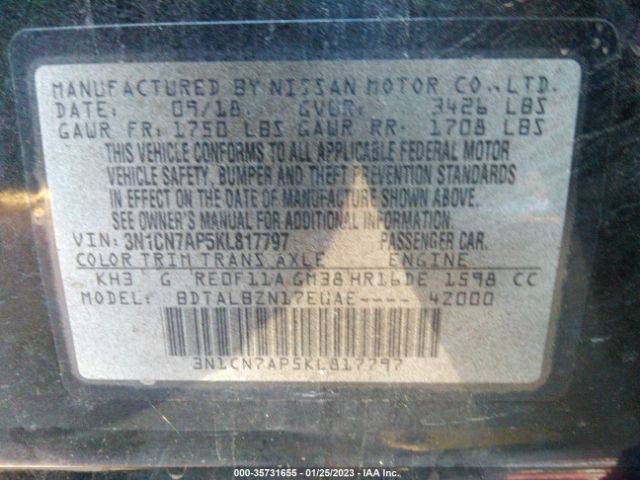 MANUFACTURED BY NISSAN MOTOR CO., LTD.
DATE: 09/18 GVWR: 3426 LBS
GAWR FR: 1750 LBS GAWR RR: 1708 LBS
THIS VEHICLE CONFORMS TO ALL APPLICABLE FEDERAL MOTOR
VEHICLE SAFETY, BUMPER AND THEFT PREVENTION STANDARDS
IN EFFECT ON THE DATE OF MANUFACTURE SHOWN ABOVE.
SEE OWNER'S MANUAL FOR ADDITIONAL INFORMATION.
VIN: 3N1CN7AP5KL817797 PASSENGER CAR.
COLOR TRIM TRANS AXLE ENGINE
KH3 G RE0F11A GM38 HR16DE 1598 CC
MODEL: BDTALBZN17EUAE---- 4Z000
3N1CN7AP5KL817797
000-35731655 - 01/25/2023 - © IAA Inc.